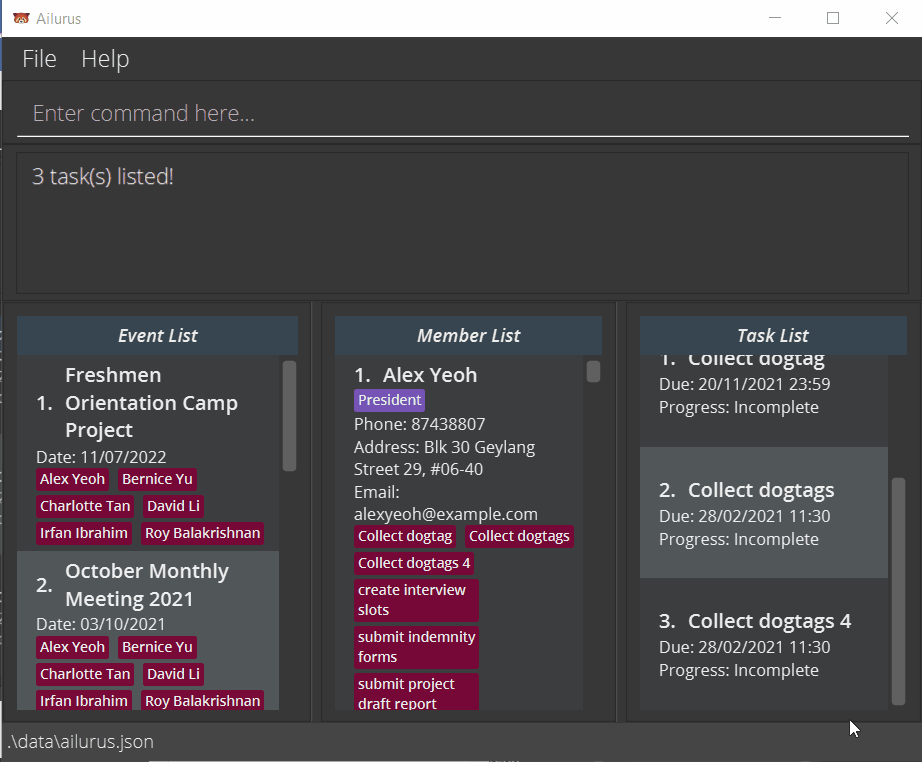 Ailurus
File Help
Enter command here...
3 task(s) listed!
Event List
Freshmen
1. Orientation Camp
Project
Date: 11/07/2022
Alex Yeoh Bernice Yu
Charlotte Tan David Li
Irfan Ibrahim Roy Balakrishnan
October Monthly
2. Meeting 2021
Date: 03/10/2021
Alex Yeoh Bernice Yu
Charlotte Tan David Li
Irfan Ibrahim Roy Balakrishnan
Member List
1. Alex Yeoh
President
Phone: 87438807
Address: Blk 30 Geylang
Street 29, #06-40
Email:
alexyeoh@example.com
Collect dogtag Collect dogtags
Collect dogtags 4
create interview
slots
submit indemnity
forms
submit project
draft report
Task List
1. Collect dogtag
Due: 20/11/2021 23:59
Progress: Incomplete
2. Collect dogtags
Due: 28/02/2021 11:30
Progress: Incomplete
3. Collect dogtags 4
Due: 28/02/2021 11:30
Progress: Incomplete
.\data\ailurus.json